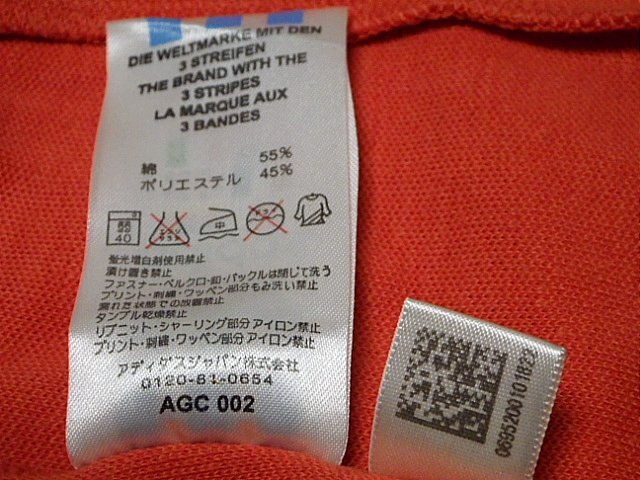 DIE WELTMARKE MIT DEN
3 STREIFEN
THE BRAND WITH THE
3 STRIPES
LA MARQUE AUX
3 BANDES
綿 55%
ポリエステル 45%
40
中
蛍光増白剤使用禁止
漬け置き禁止
ファスナー・ベルクロ・釦・バックルは閉じて洗う
プリント・刺繍・ワッペン部分もみ洗い禁止
濡れた状態での放置禁止
タンブル乾燥禁止
リブニット・シャーリング部分アイロン禁止
プリント・刺繍・ワッペン部分アイロン禁止
アディダスジャパン株式会社
0120-81-0654
AGC 002